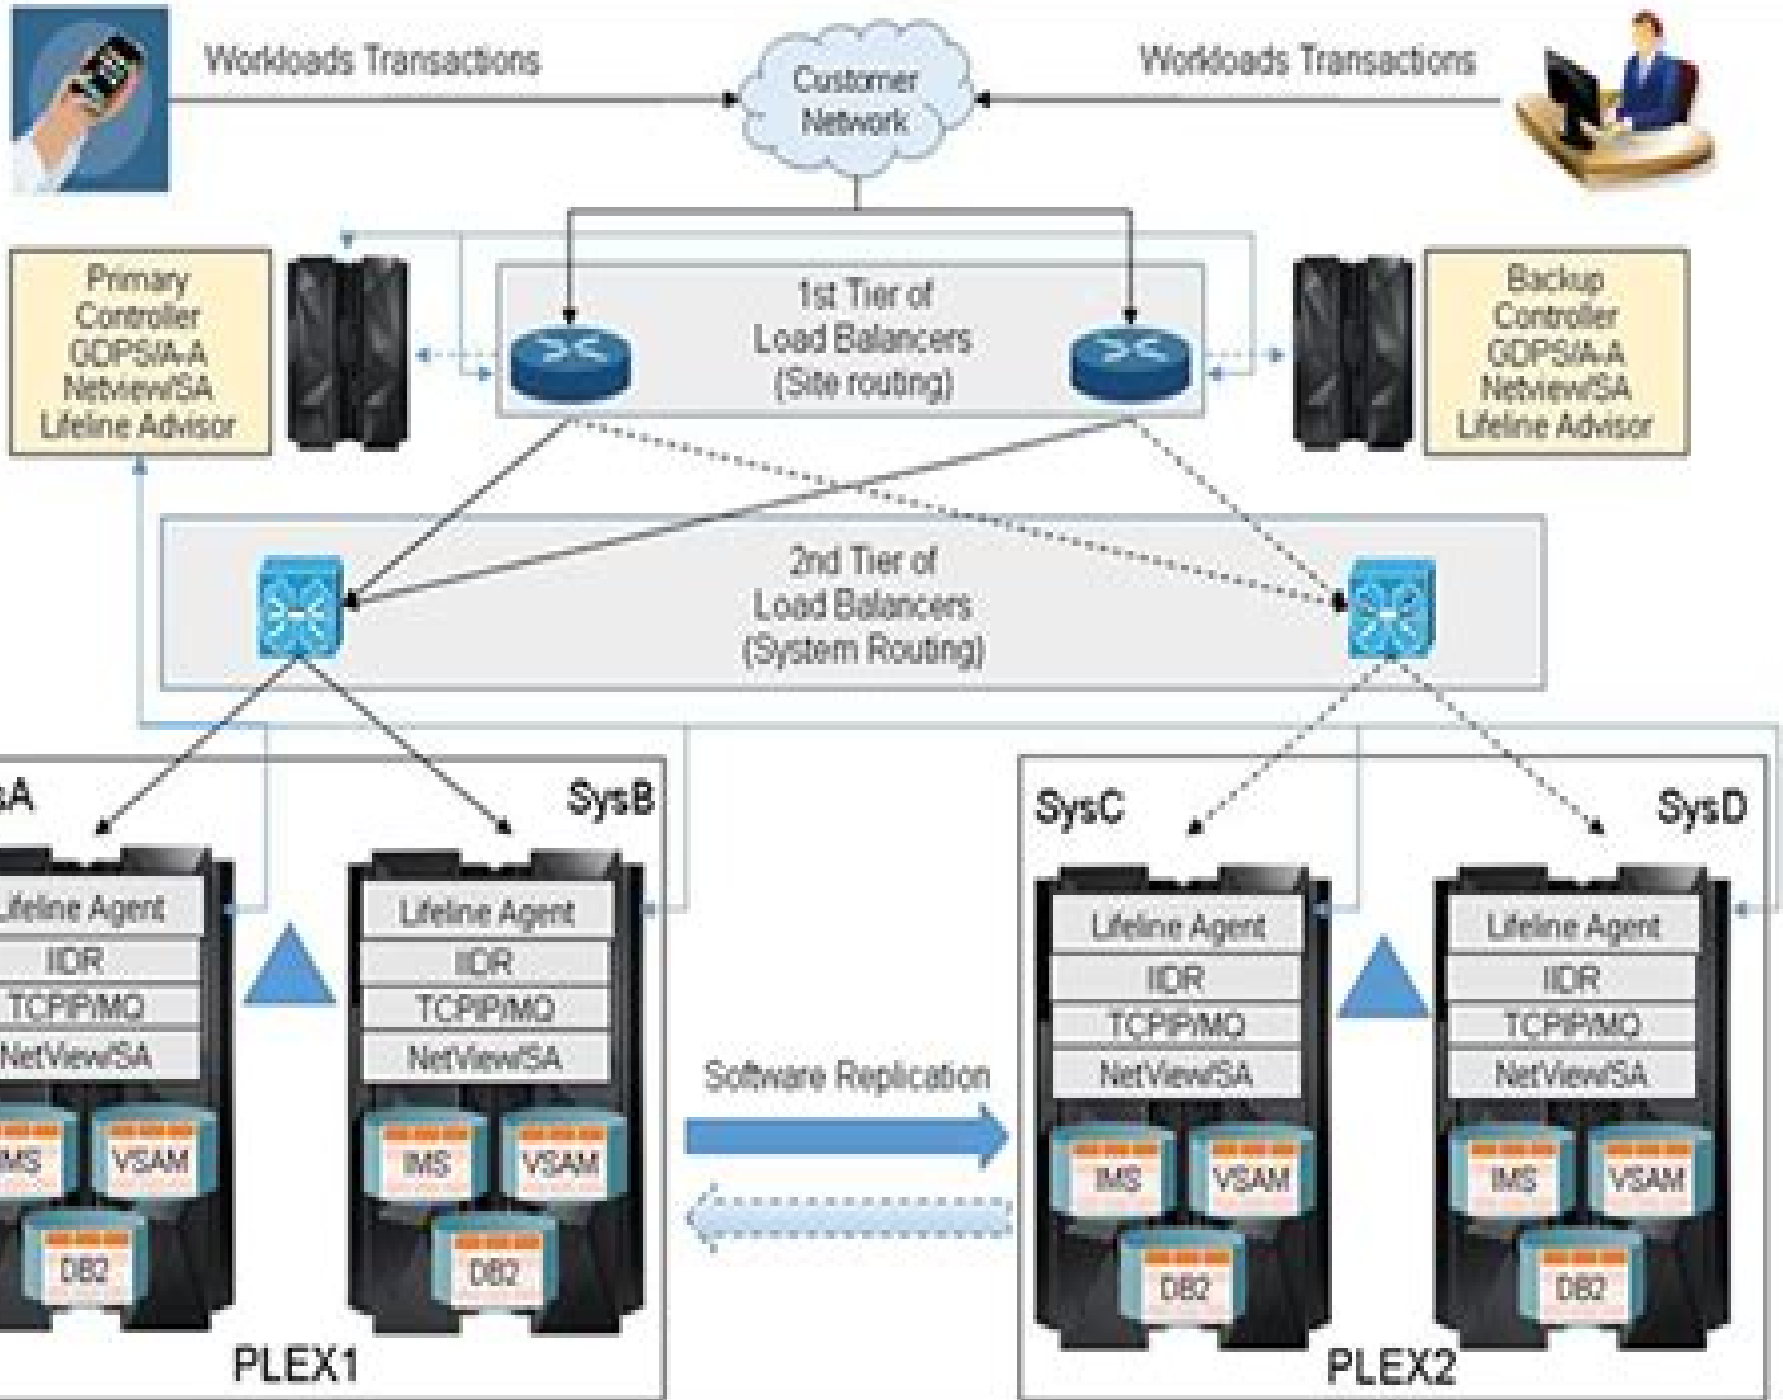 Workloads Transactions
Customer
Network
Workloads Transactions
Primary
Controller
GDPS/A-A
Netview/SA
Lifeline Advisor
1st Tier of
Load Balancers
(Site routing)
Backup
Controller
GDPS/A-A
Netview/SA
Lifeline Advisor
2nd Tier of
Load Balancers
(System Routing)
sA
SysB
Lifeline Agent
IIDR
TCPIP/MQ
NetView/SA
IMS
VSAM
DB2
Lifeline Agent
IIDR
TCPIP/MQ
NetView/SA
IMS
VSAM
DB2
PLEX1
Software Replication
SysC
SysD
Lifeline Agent
IIDR
TCPIP/MQ
NetView/SA
IMS
VSAM
DB2
Lifeline Agent
IIDR
TCPIP/MQ
NetView/SA
IMS
VSAM
DB2
PLEX2